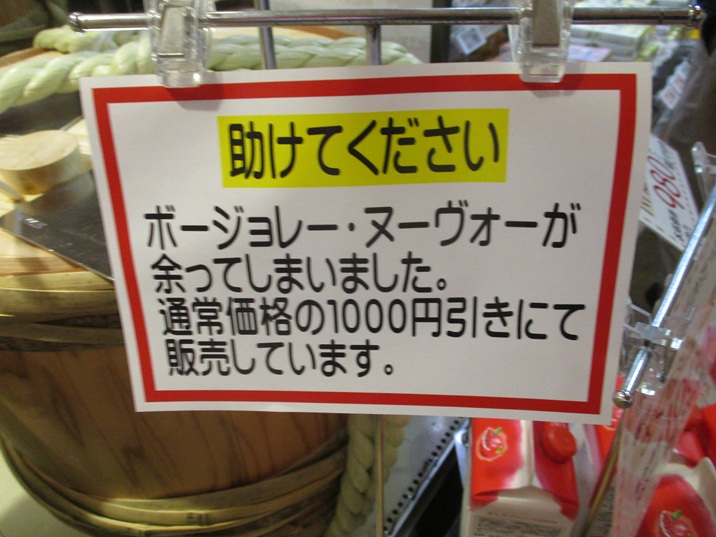 助けてください
ボージョレー・ヌーヴォーが
余ってしまいました。
通常価格の1000円引きにて
販売しています。
980